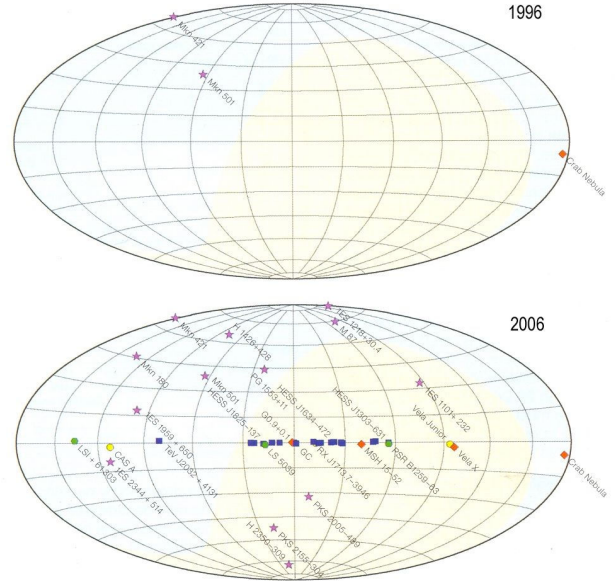 1996
Mkn 421
Mkn 501
Crab Nebula
2006
1ES 1218+30.4
M 87
Mkn 421
H 1426+428
Mkn 180
Mkn 501
PG 1553+11
1ES 1101-232
HESS J1825-137
HESS J1634-472
HESS J1303-631
Vela Junior
G0.9+0.1
1ES 1959 + 650
LSI + 61 303
CAS A
1ES 2344 + 514
TeV J2032 + 4131
LS 5039
GC
RX J1713.7-3946
MSH 15-52
PSR B1259-63
Vela X
Crab Nebula
PKS 2005-489
PKS 2155-304
H 2350-309